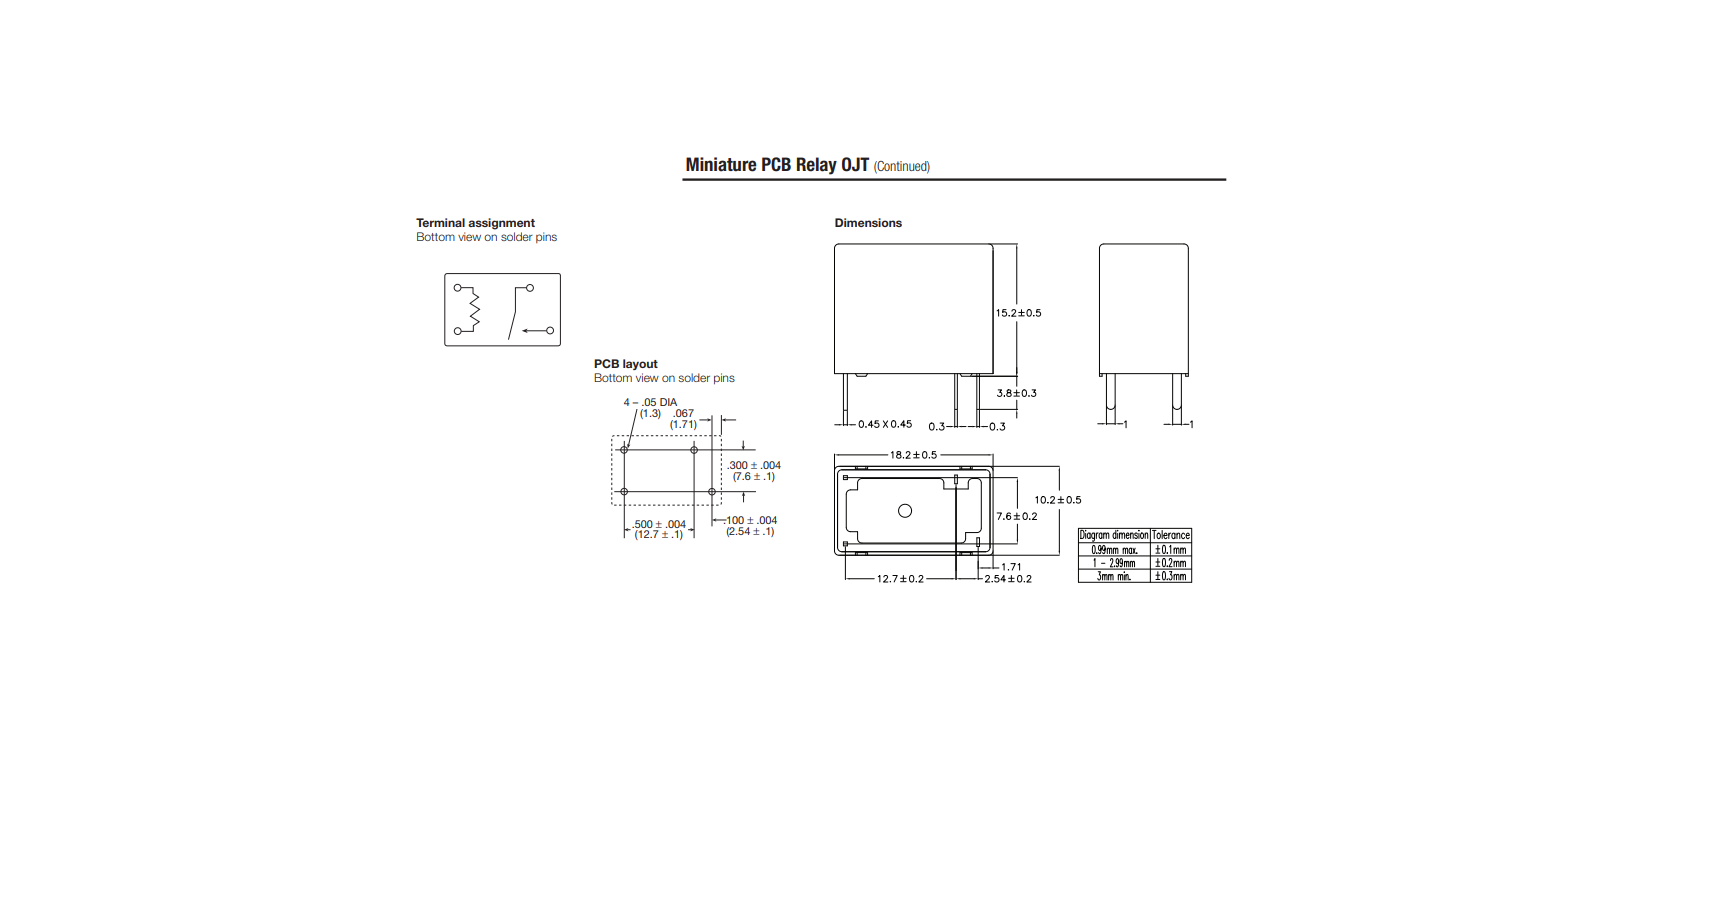 Miniature PCB Relay OJT (Continued)
Terminal assignment
Bottom view on solder pins
PCB layout
Bottom view on solder pins
4 – .05 DIA
(1.3)
.067
(1.71)
.300 ± .004
(7.6 ± .1)
.500 ± .004
(12.7 ± .1)
.100 ± .004
(2.54 ± .1)
Dimensions
15.2±0.5
3.8±0.3
0.45 X 0.45
0.3
0.3
1
1
18.2±0.5
10.2±0.5
7.6±0.2
1.71
12.7±0.2
2.54±0.2
Diagram dimension Tolerance
0.99mm max. ±0.1mm
1 - 2.99mm ±0.2mm
3mm min. ±0.3mm